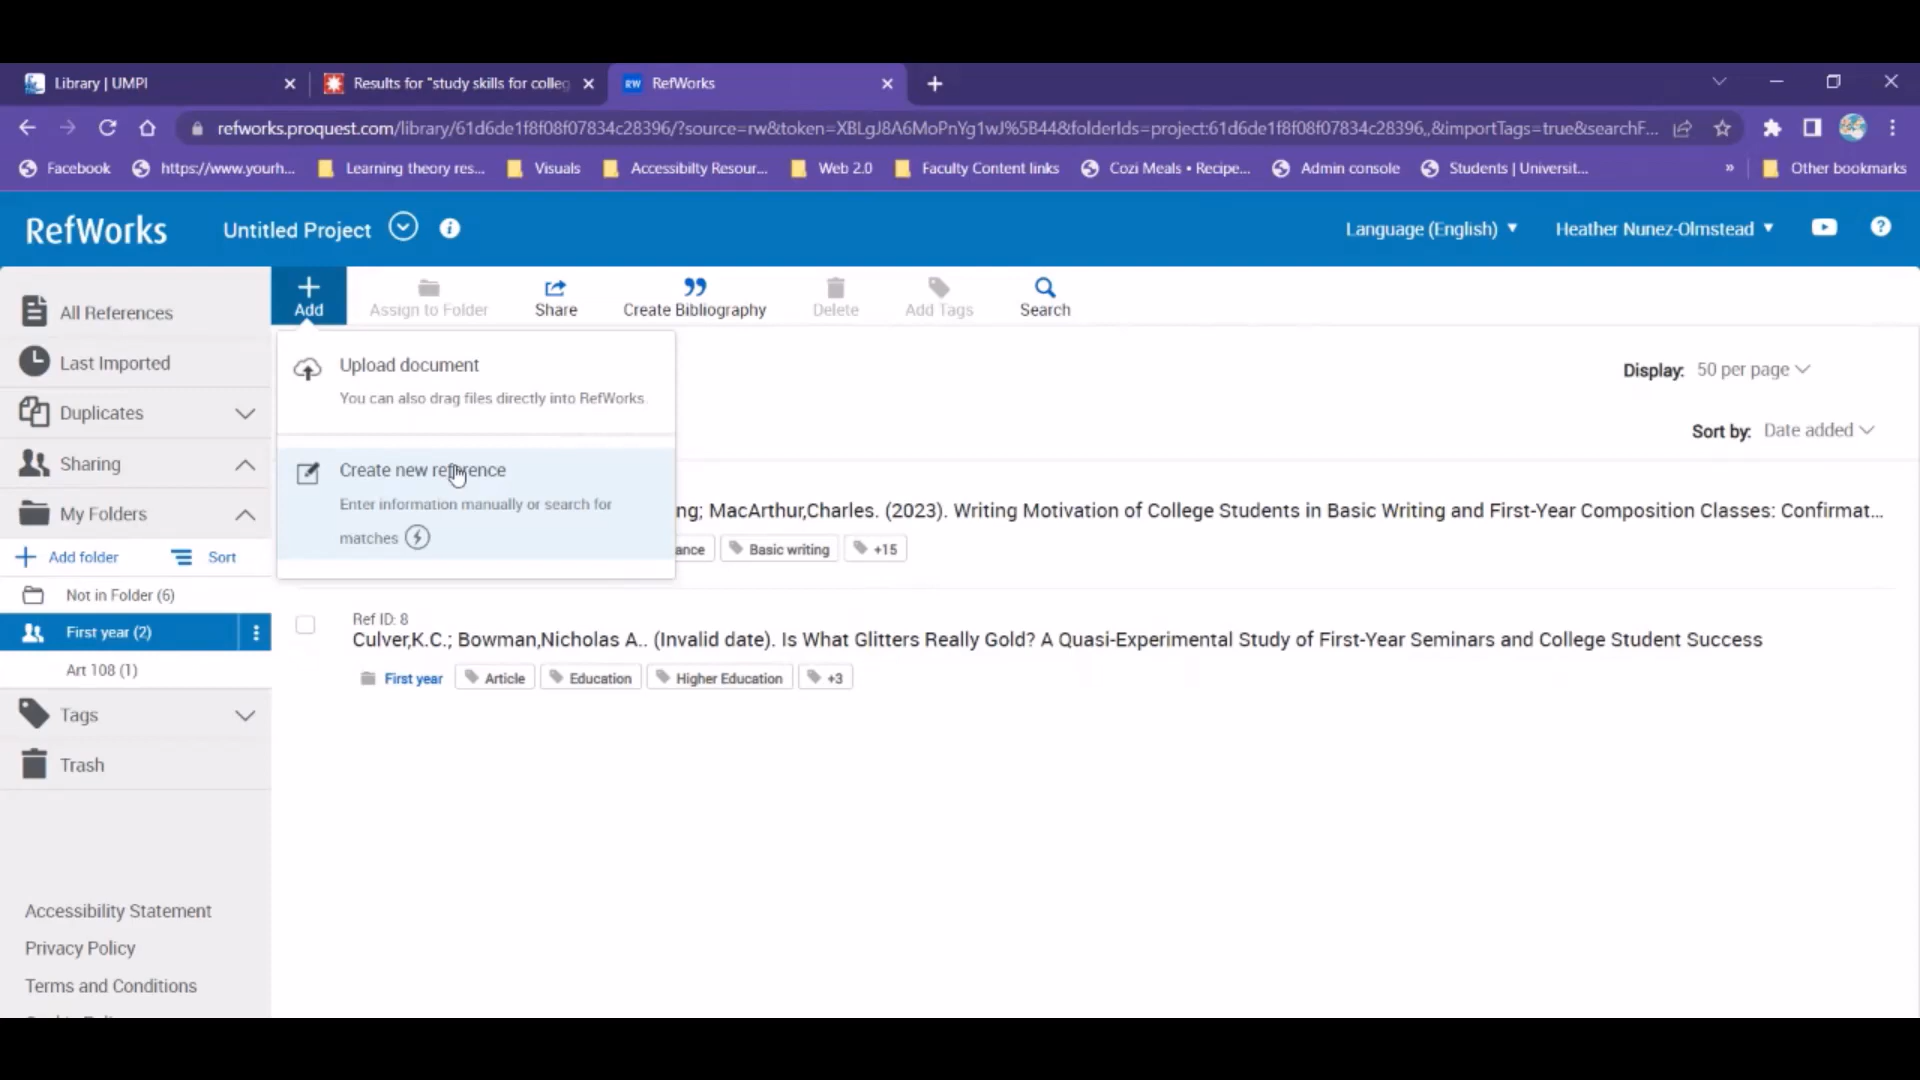 Library | UMPI
Results for "study skills for colleg
RW RefWorks
refworks.proquest.com/library/61d6de1f8f08f07834c28396/?source=rw&token=XBLgJ8A6MoPnYg1wJ%5B44&folderIds=project:61d6de1f8f08f07834c28396,,&importTags=true&searchF...
Facebook https://www.yourh... Learning theory res... Visuals Accessibilty Resour... Web 2.0 Faculty Content links Cozi Meals • Recipe... Admin console Students | Universit... » Other bookmarks
RefWorks Untitled Project Language (English) Heather Nunez-Olmstead
All References
Last Imported
Duplicates
Sharing
My Folders
Add folder Sort
Not in Folder (6)
First year (2)
Art 108 (1)
Tags
Trash
Accessibility Statement
Privacy Policy
Terms and Conditions
Add Assign to Folder Share Create Bibliography Delete Add Tags Search
Upload document
You can also drag files directly into RefWorks
Create new reference
Enter information manually or search for
matches
Display: 50 per page
Sort by: Date added
ng; MacArthur,Charles. (2023). Writing Motivation of College Students in Basic Writing and First-Year Composition Classes: Confirmat...
ance Basic writing +15
Ref ID: 8
Culver,K.C.; Bowman,Nicholas A.. (Invalid date). Is What Glitters Really Gold? A Quasi-Experimental Study of First-Year Seminars and College Student Success
First year Article Education Higher Education +3